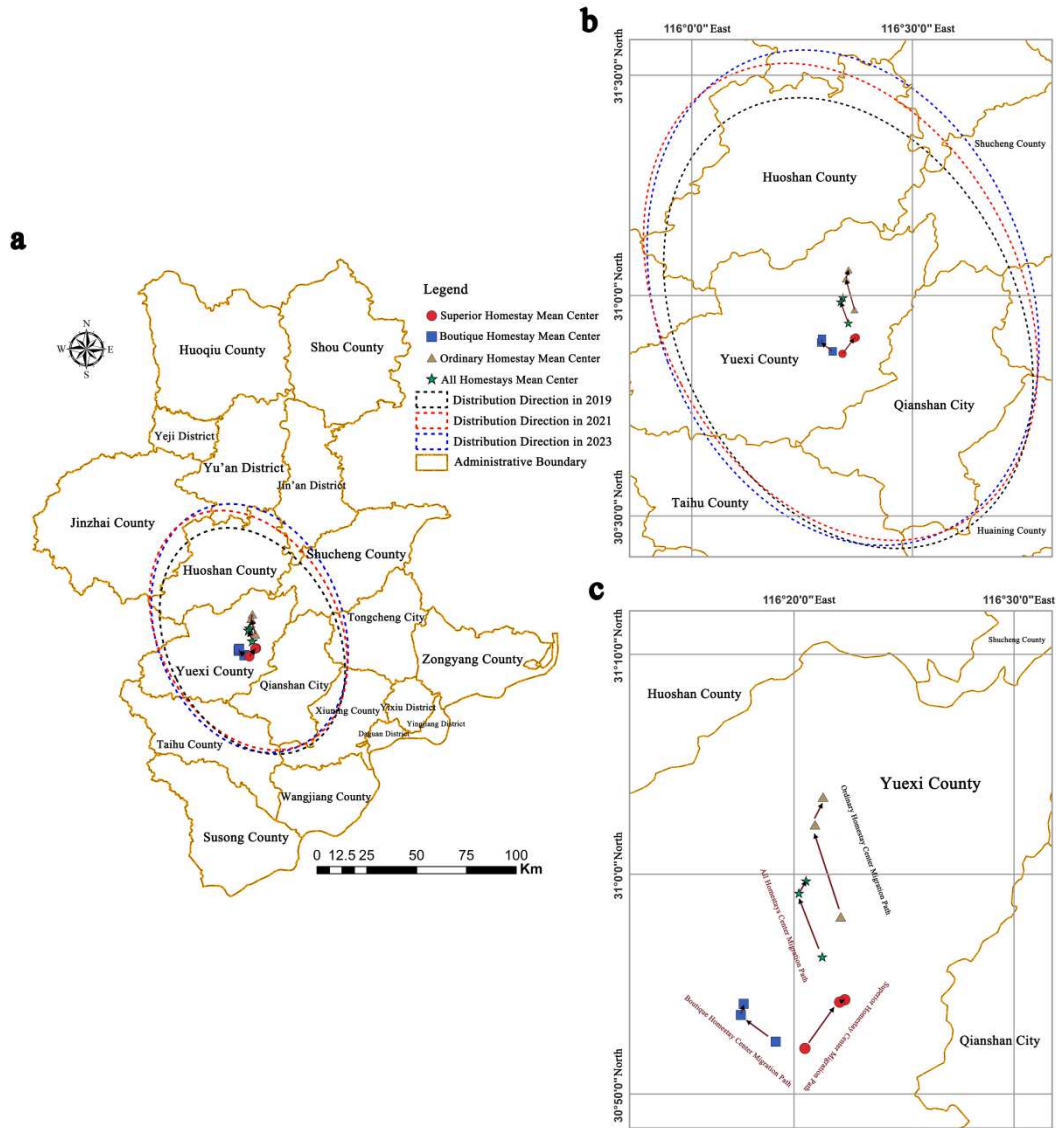 a
N
W
E
S
Huoqiu County
Shou County
Yeji District
Yu'an District
Jin'an District
Jinzhai County
Shucheng County
Huoshan County
Tongcheng City
Zongyang County
Yuexi County
Qianshan City
Xiuning County
Yixiu District
Yingjiang District
Daguan District
Taihu County
Wangjiang County
Susong County
Legend
Superior Homestay Mean Center
Boutique Homestay Mean Center
Ordinary Homestay Mean Center
All Homestays Mean Center
Distribution Direction in 2019
Distribution Direction in 2021
Distribution Direction in 2023
Administrative Boundary
0 12.5 25 50 75 100
Km
b
116°0'0" East
116°30'0" East
31°30'0" North
31°0'0" North
30°30'0" North
Shucheng County
Huoshan County
Yuexi County
Qianshan City
Taihu County
Huaining County
c
116°20'0" East
116°30'0" East
31°10'0" North
31°0'0" North
30°50'0" North
Shucheng County
Huoshan County
Yuexi County
Ordinary Homestay Center Migration Path
All Homestays Center Migration Path
Boutique Homestay Center Migration Path
Superior Homestay Center Migration Path
Qianshan City